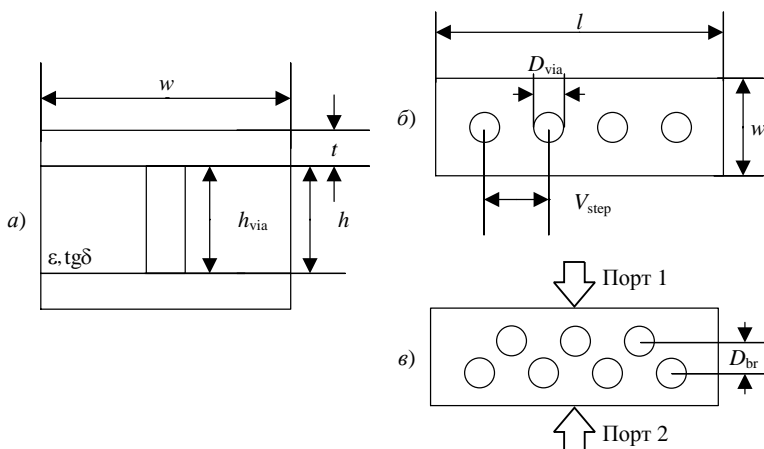 а)
w
t
h_via
h
ε, tgδ
б)
l
D_via
w
V_step
в)
Порт 1
D_br
Порт 2